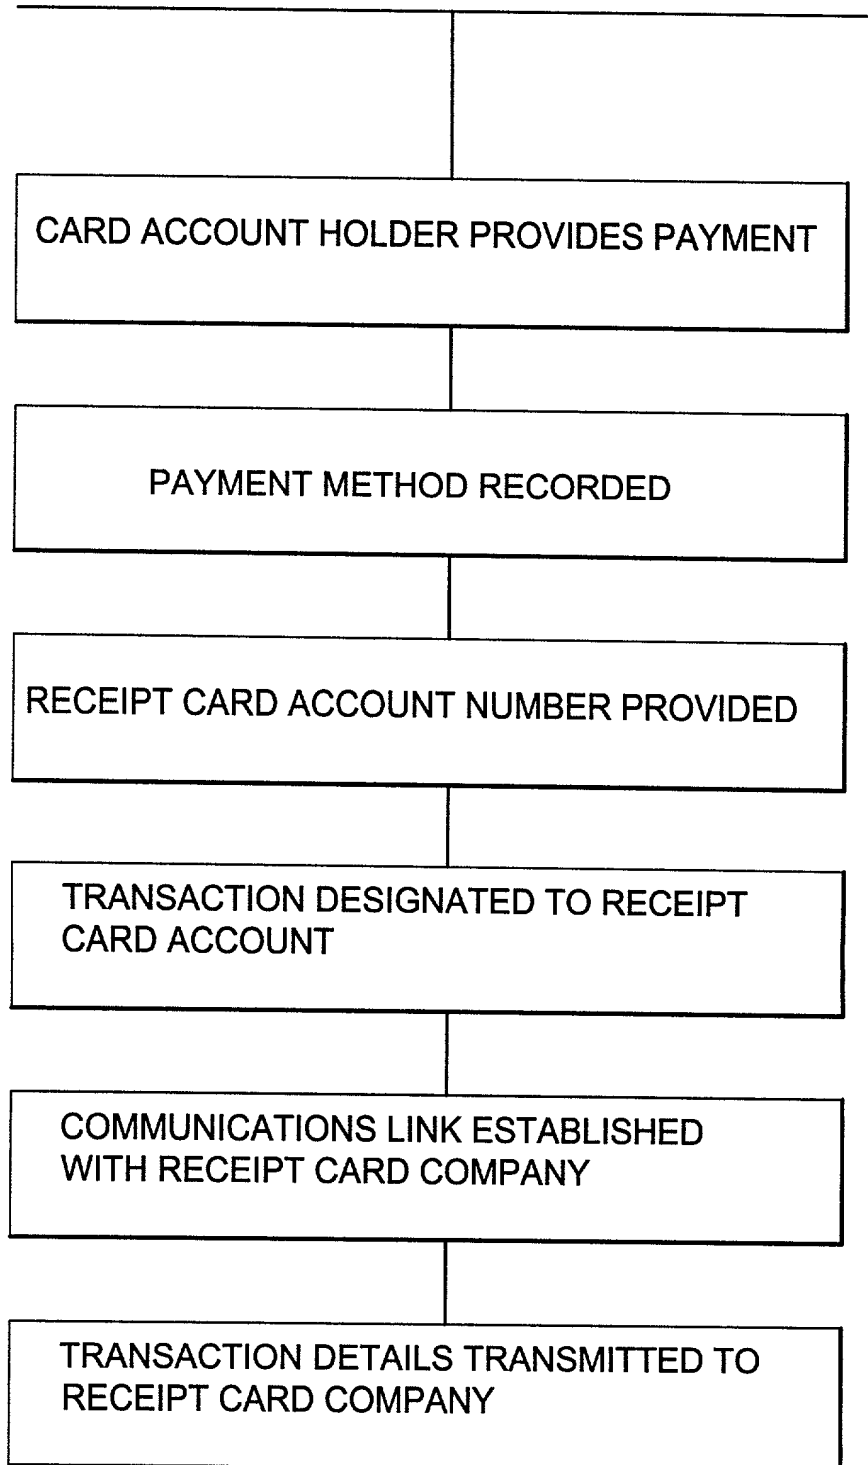 CARD ACCOUNT HOLDER PROVIDES PAYMENT
PAYMENT METHOD RECORDED
RECEIPT CARD ACCOUNT NUMBER PROVIDED
TRANSACTION DESIGNATED TO RECEIPT
CARD ACCOUNT
COMMUNICATIONS LINK ESTABLISHED
WITH RECEIPT CARD COMPANY
TRANSACTION DETAILS TRANSMITTED TO
RECEIPT CARD COMPANY